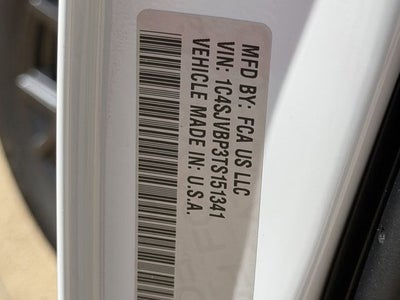 MFD BY: FCA US LLC
VIN: 1C4SJVBP3TS151341
VEHICLE MADE IN: U.S.A.